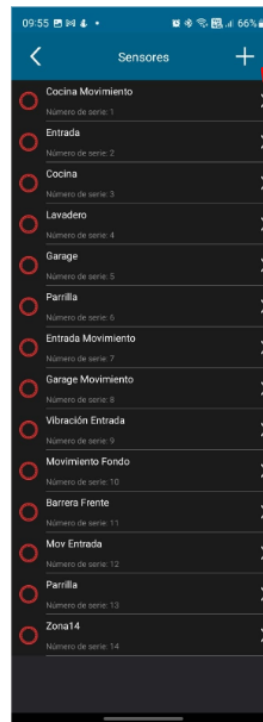 09:55 66%
Sensores
Cocina Movimiento
Número de serie: 1
Entrada
Número de serie: 2
Cocina
Número de serie: 3
Lavadero
Número de serie: 4
Garage
Número de serie: 5
Parrilla
Número de serie: 6
Entrada Movimiento
Número de serie: 7
Garage Movimiento
Número de serie: 8
Vibración Entrada
Número de serie: 9
Movimiento Fondo
Número de serie: 10
Barrera Frente
Número de serie: 11
Mov Entrada
Número de serie: 12
Parrilla
Número de serie: 13
Zona14
Número de serie: 14